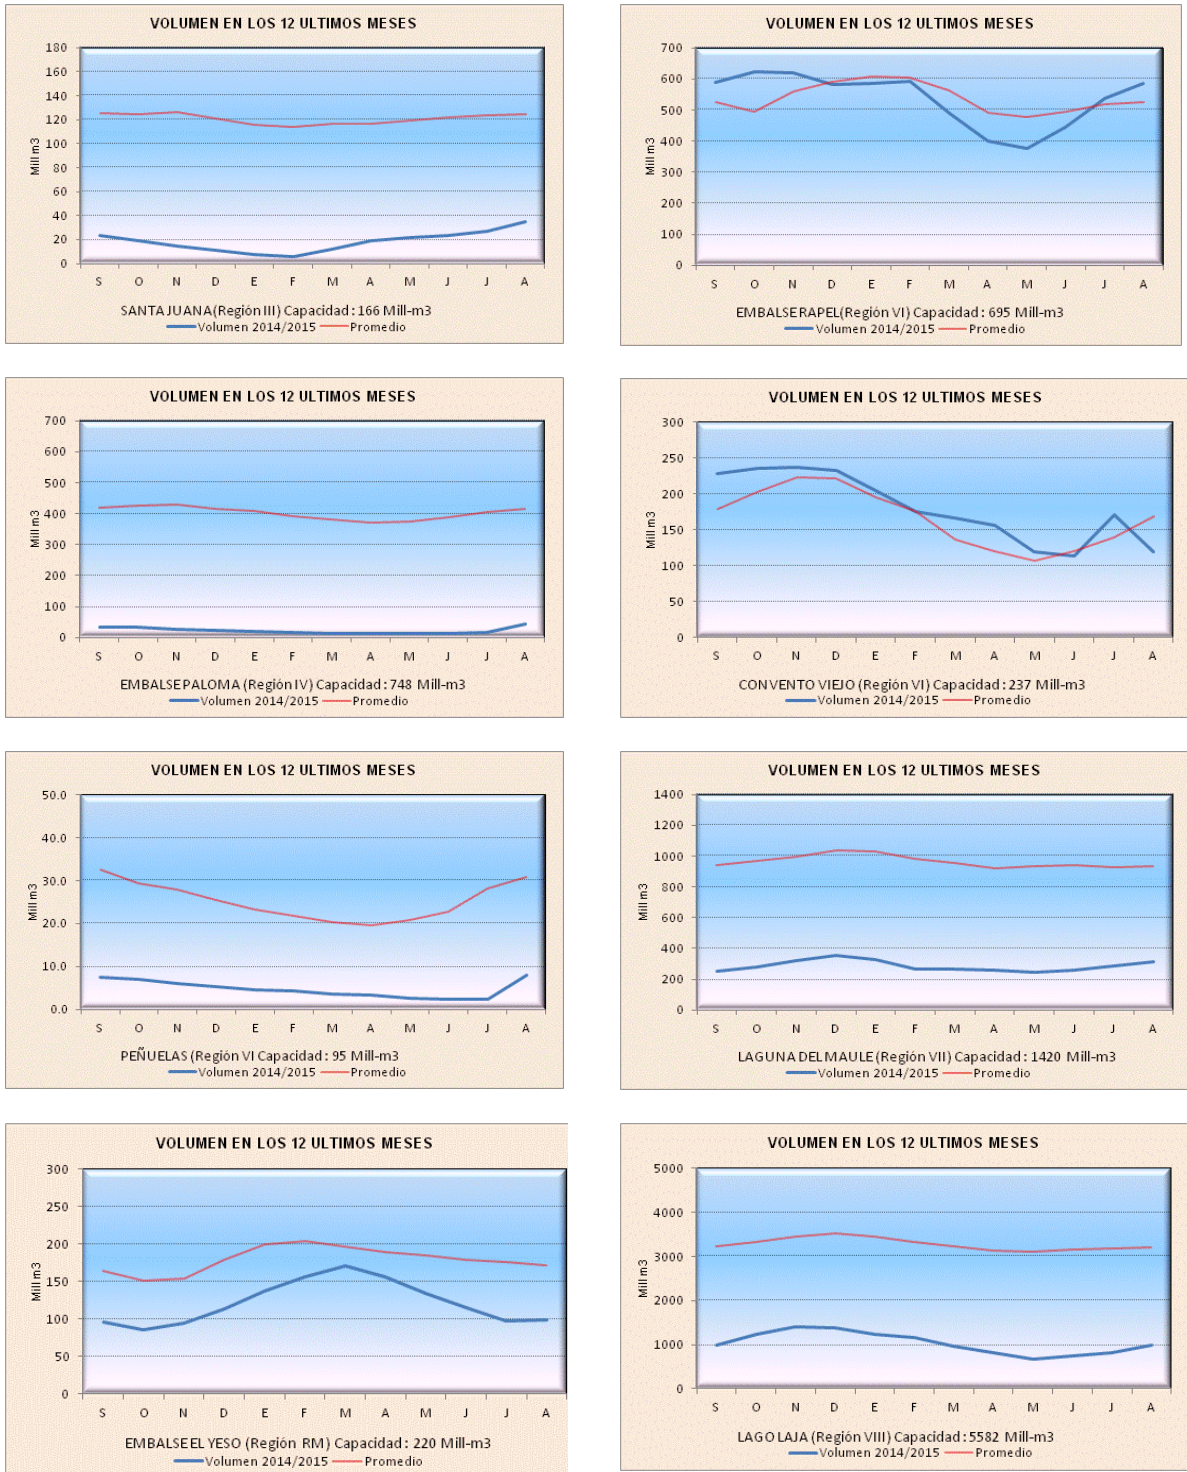 VOLUMEN EN LOS 12 ULTIMOS MESES
180
160
140
120
100
80
60
40
20
0
Mill m3
S O N D E F M A M J J A
SANTA JUANA (Región III) Capacidad : 166 Mill-m3
Volumen 2014/2015 Promedio
VOLUMEN EN LOS 12 ULTIMOS MESES
700
600
500
400
300
200
100
0
Mill m3
S O N D E F M A M J J A
EMBALSE RAPEL (Región VI) Capacidad : 695 Mill-m3
Volumen 2014/2015 Promedio
VOLUMEN EN LOS 12 ULTIMOS MESES
700
600
500
400
300
200
100
0
Mill m3
S O N D E F M A M J J A
EMBALSE PALOMA (Región IV) Capacidad : 748 Mill-m3
Volumen 2014/2015 Promedio
VOLUMEN EN LOS 12 ULTIMOS MESES
300
250
200
150
100
50
0
Mill m3
S O N D E F M A M J J A
CONVENTO VIEJO (Región VI) Capacidad : 237 Mill-m3
Volumen 2014/2015 Promedio
VOLUMEN EN LOS 12 ULTIMOS MESES
50.0
40.0
30.0
20.0
10.0
0.0
Mill m3
S O N D E F M A M J J A
PEÑUELAS (Región VI Capacidad : 95 Mill-m3
Volumen 2014/2015 Promedio
VOLUMEN EN LOS 12 ULTIMOS MESES
1400
1200
1000
800
600
400
200
0
Mill m3
S O N D E F M A M J J A
LAGUNA DEL MAULE (Región VII) Capacidad : 1420 Mill-m3
Volumen 2014/2015 Promedio
VOLUMEN EN LOS 12 ULTIMOS MESES
300
250
200
150
100
50
0
Mill m3
S O N D E F M A M J J A
EMBALSE EL YESO (Región RM) Capacidad : 220 Mill-m3
Volumen 2014/2015 Promedio
VOLUMEN EN LOS 12 ULTIMOS MESES
5000
4000
3000
2000
1000
0
Mill m3
S O N D E F M A M J J A
LAGO LAJA (Región VIII) Capacidad : 5582 Mill-m3
Volumen 2014/2015 Promedio